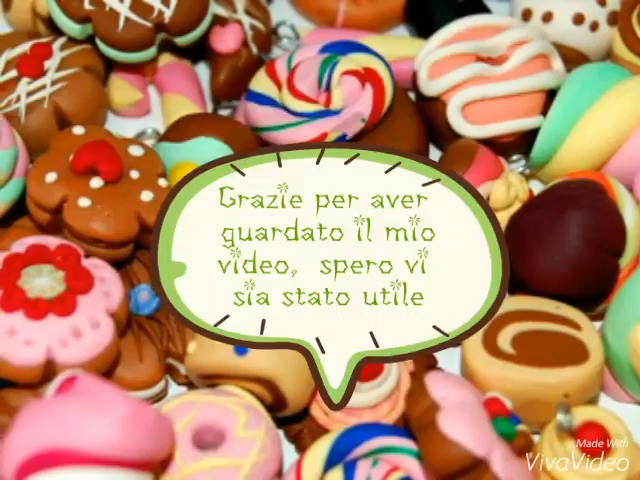 Grazie per aver
guardato il mio
video, spero vi
sia stato utile
Made With
VivaVideo